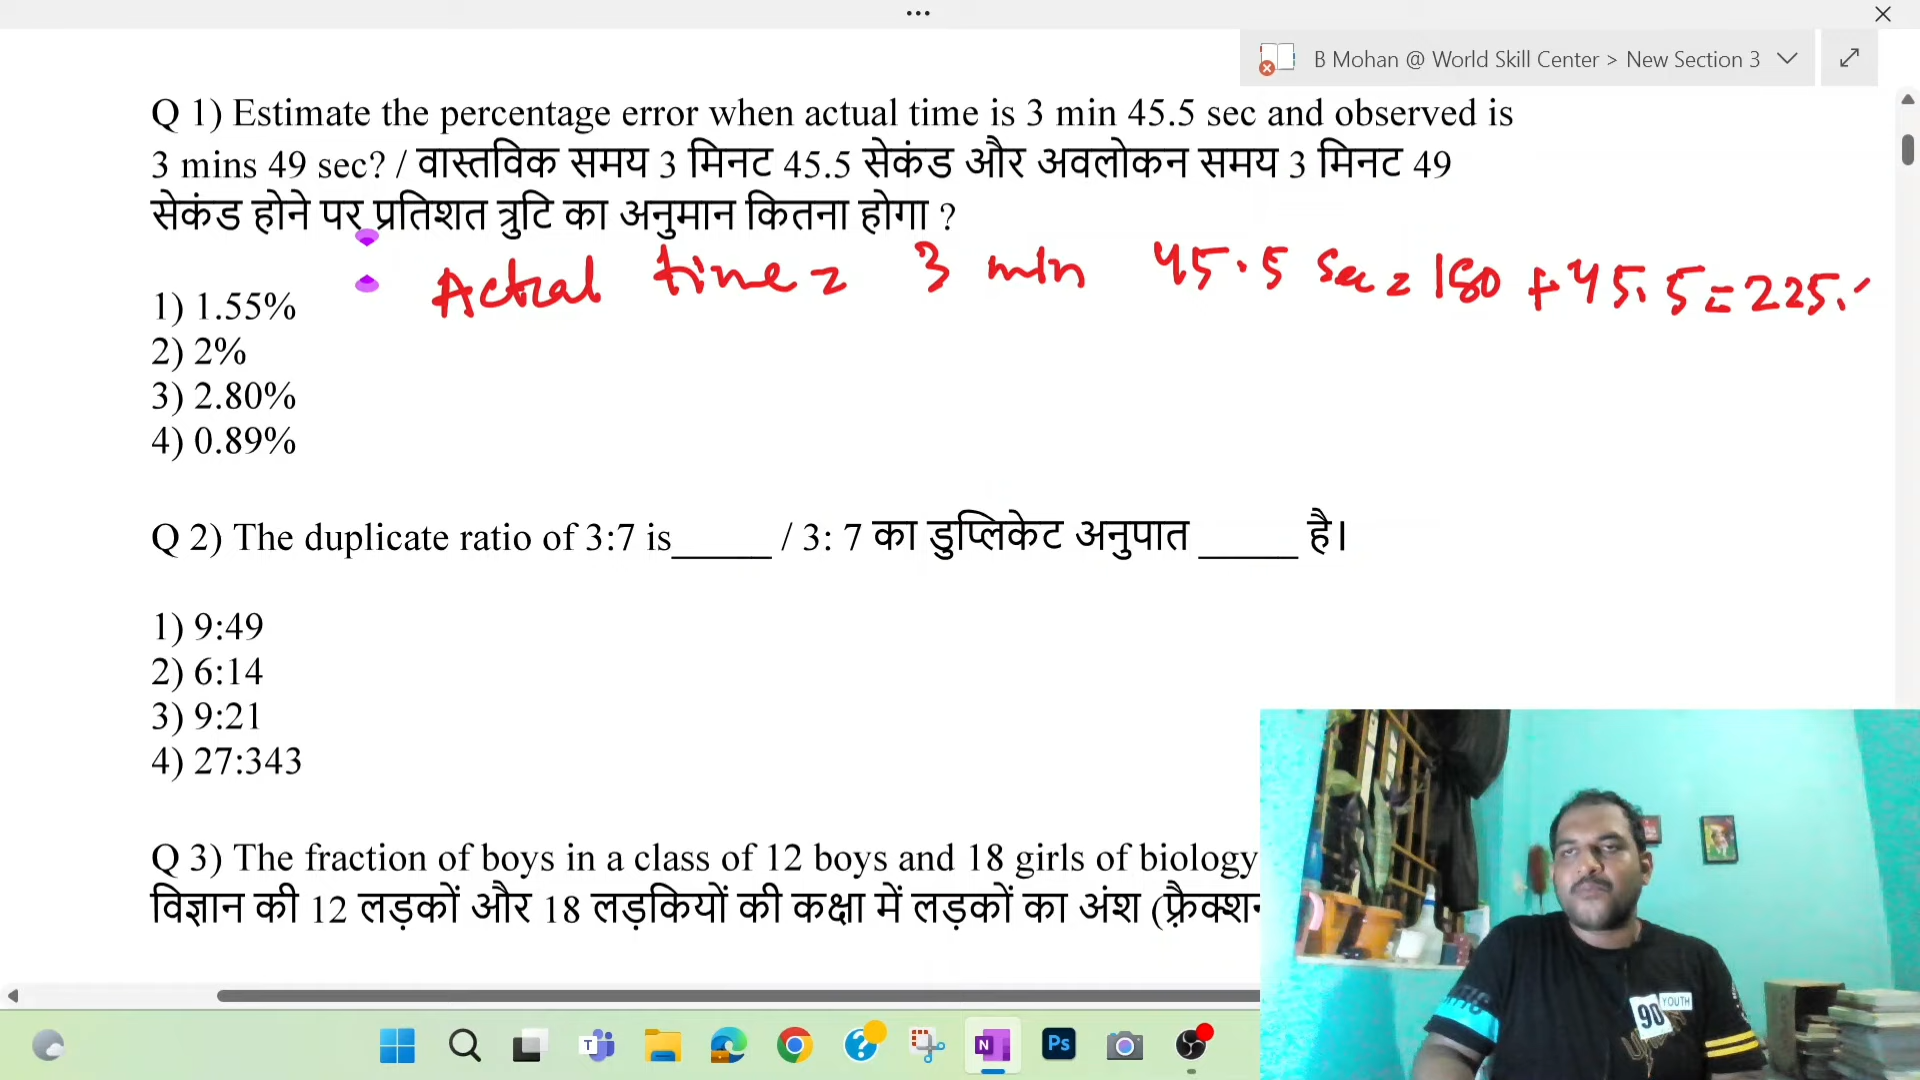 ...
B Mohan @ World Skill Center > New Section 3
Q 1) Estimate the percentage error when actual time is 3 min 45.5 sec and observed is
3 mins 49 sec? / वास्तविक समय 3 मिनट 45.5 सेकंड और अवलोकन समय 3 मिनट 49
सेकंड होने पर प्रतिशत त्रुटि का अनुमान कितना होगा ?
Actual time = 3 min 45.5 sec = 180 + 45.5 = 225.
1) 1.55%
2) 2%
3) 2.80%
4) 0.89%
Q 2) The duplicate ratio of 3:7 is_____ / 3: 7 का डुप्लिकेट अनुपात _____ है।
1) 9:49
2) 6:14
3) 9:21
4) 27:343
Q 3) The fraction of boys in a class of 12 boys and 18 girls of biology
विज्ञान की 12 लड़कों और 18 लड़कियों की कक्षा में लड़कों का अंश
YOUTH
90
T
?
N
Ps